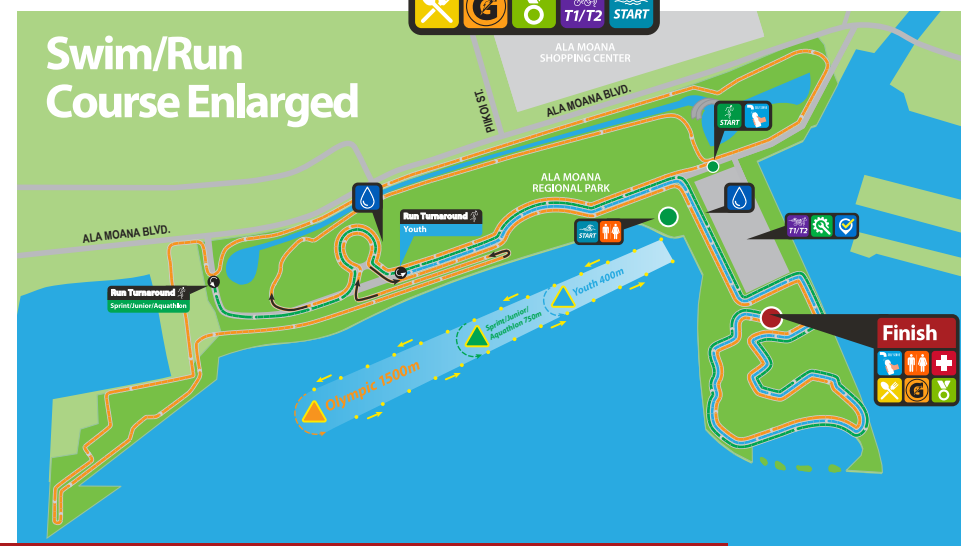 T1/T2
START
Swim/Run
Course Enlarged
ALA MOANA
SHOPPING CENTER
PIIKOI ST.
ALA MOANA BLVD.
START
ALA MOANA
REGIONAL PARK
Run Turnaround
Youth
START
T1/T2
ALA MOANA BLVD.
Run Turnaround
Sprint/Junior/Aquathlon
Youth 400m
Sprint/Junior/
Aquathlon 750m
Olympic 1500m
Finish
G
G